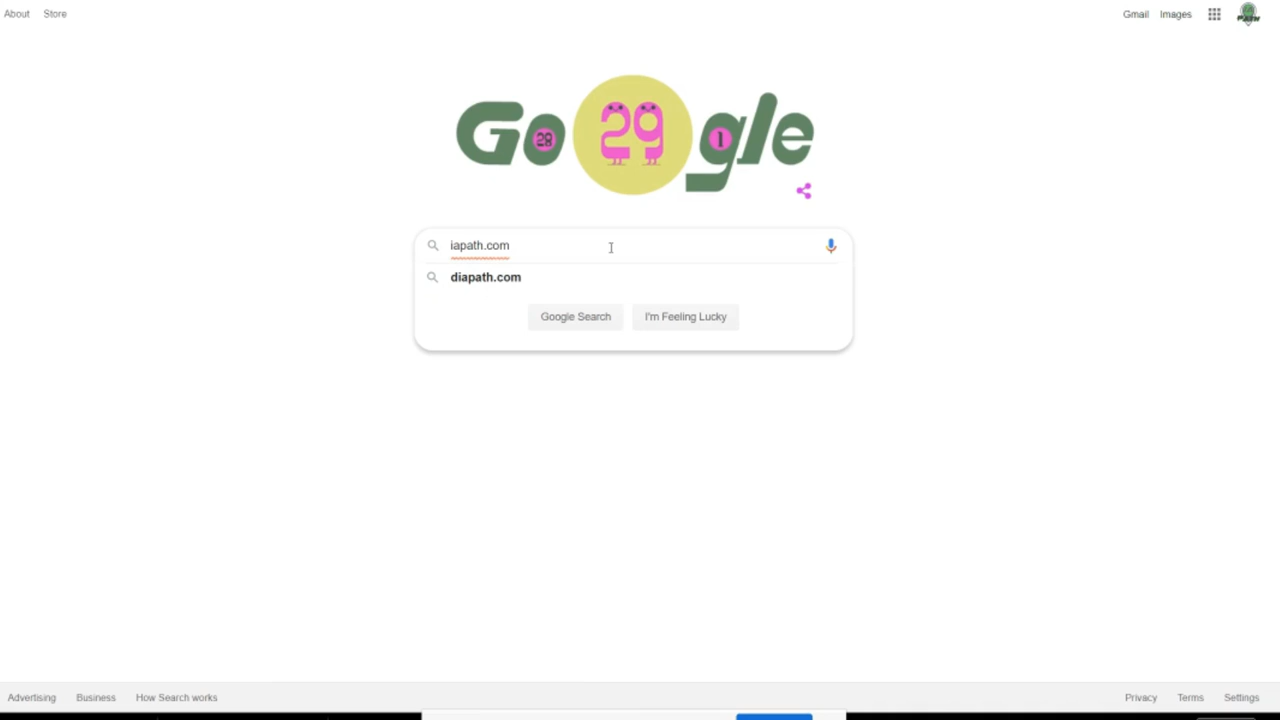 About Store
Gmail Images
Go 28 29 g 1 le
iapath.com
diapath.com
Google Search I'm Feeling Lucky
Advertising Business How Search works
Privacy Terms Settings